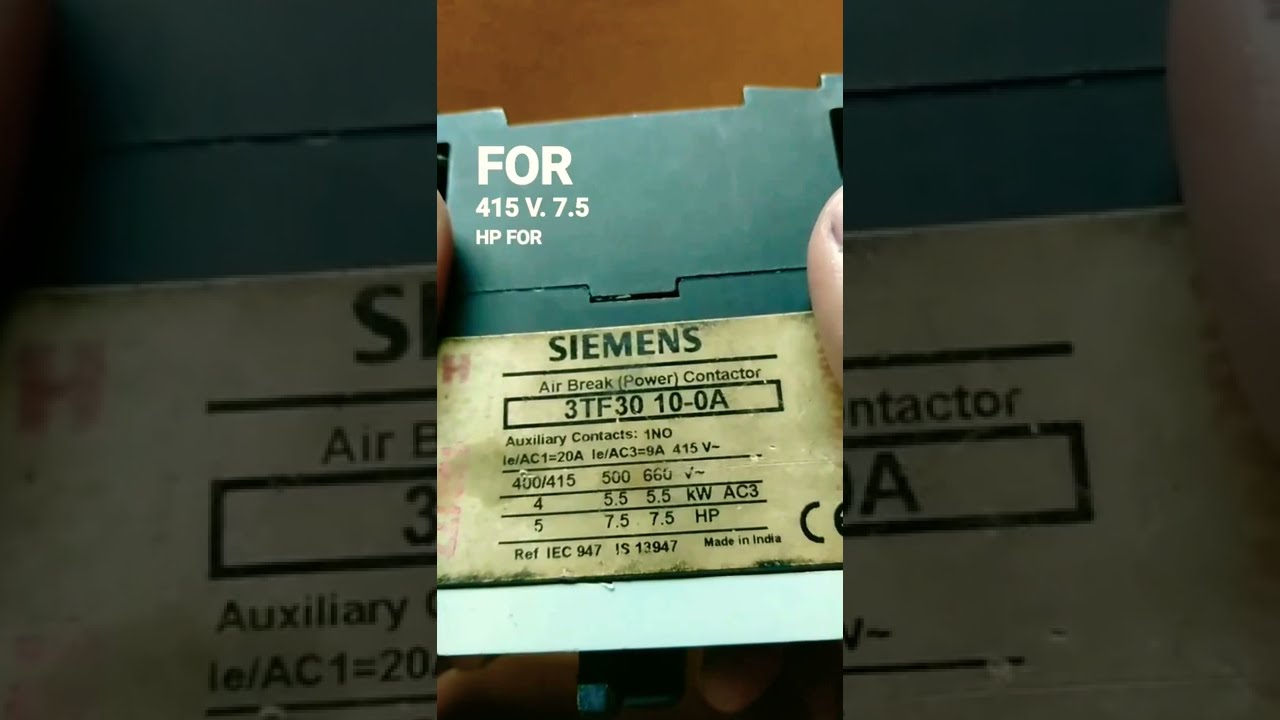 FOR
415 V. 7.5
HP FOR
SIEMENS
Air Break (Power) Contactor
3TF30 10-0A
Auxiliary Contacts: 1NO
Ie/AC1=20A Ie/AC3=9A 415 V~
400/415 500 660 V~
4 5.5 5.5 kW AC3
5 7.5 7.5 HP
CE
Ref IEC 947 IS 13947 Made in India